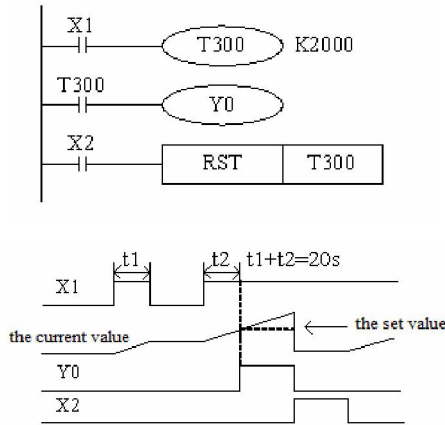 X1
T300 K2000
T300
Y0
X2
RST T300
t1 t2 t1+t2=20s
X1
the current value the set value
Y0
X2